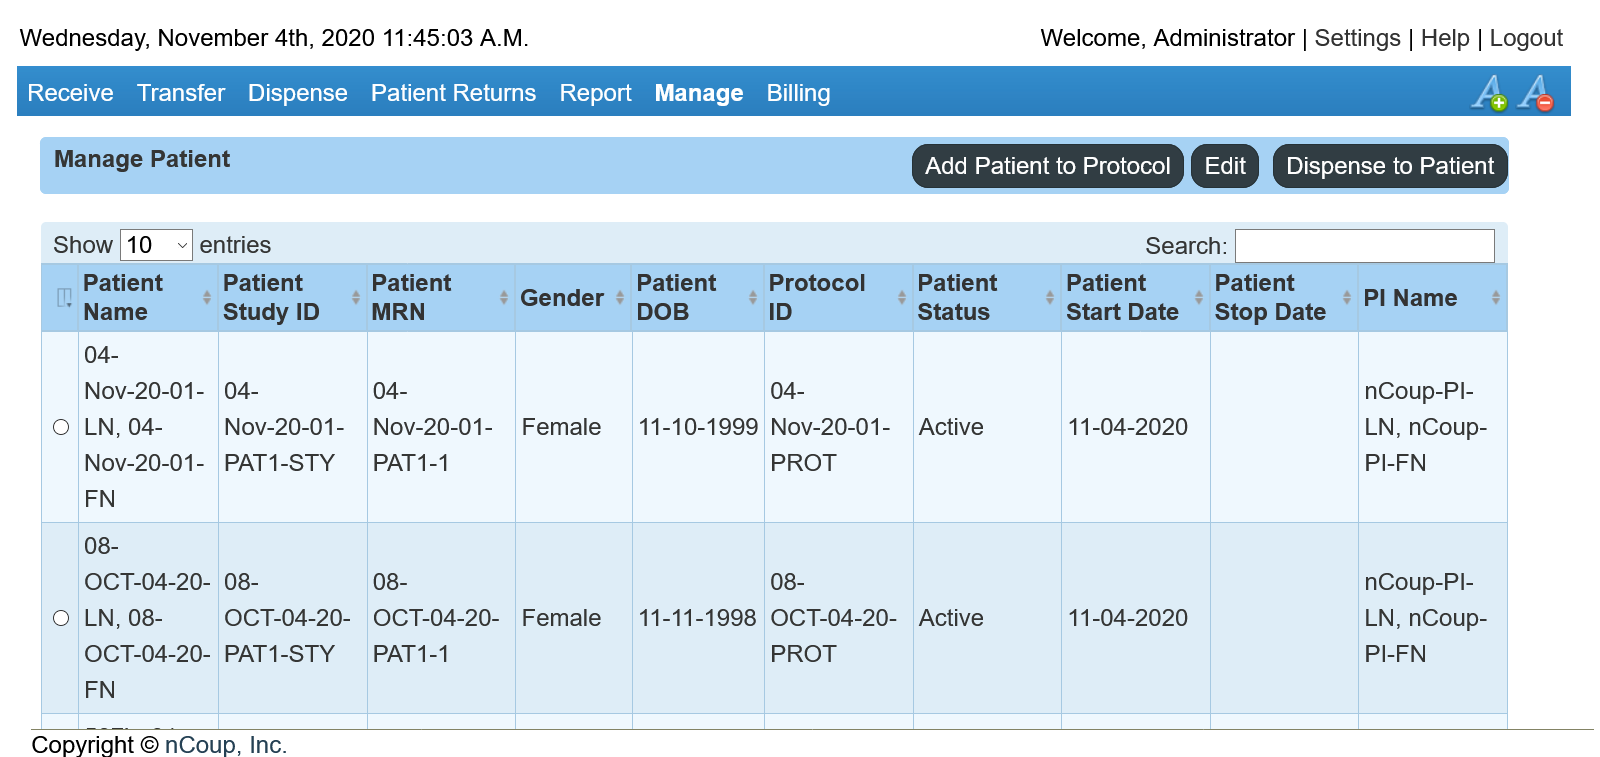 Wednesday, November 4th, 2020 11:45:03 A.M.
Welcome, Administrator | Settings | Help | Logout
Receive Transfer Dispense Patient Returns Report Manage Billing
Manage Patient
Add Patient to Protocol Edit Dispense to Patient
Show 10 entries
Search:
Patient Name
Patient Study ID
Patient MRN
Gender
Patient DOB
Protocol ID
Patient Status
Patient Start Date
Patient Stop Date
PI Name
04-
Nov-20-01-
LN, 04-
Nov-20-01-
FN
04-
Nov-20-01-
PAT1-STY
04-
Nov-20-01-
PAT1-1
Female
11-10-1999
04-
Nov-20-01-
PROT
Active
11-04-2020
nCoup-PI-
LN, nCoup-
PI-FN
08-
OCT-04-20-
LN, 08-
OCT-04-20-
FN
08-
OCT-04-20-
PAT1-STY
08-
OCT-04-20-
PAT1-1
Female
11-11-1998
08-
OCT-04-20-
PROT
Active
11-04-2020
nCoup-PI-
LN, nCoup-
PI-FN
Copyright © nCoup, Inc.